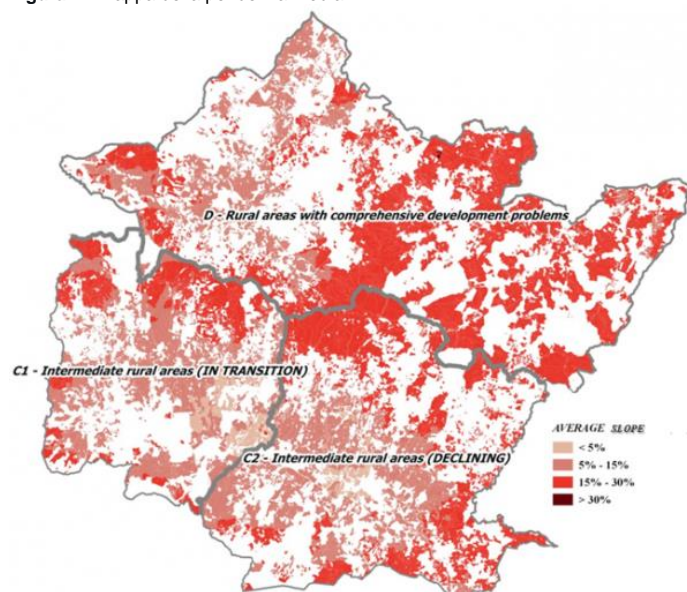 D - Rural areas with comprehensive development problems
C1 - Intermediate rural areas (IN TRANSITION)
C2 - Intermediate rural areas (DECLINING)
AVERAGE SLOPE
< 5%
5% - 15%
15% - 30%
> 30%